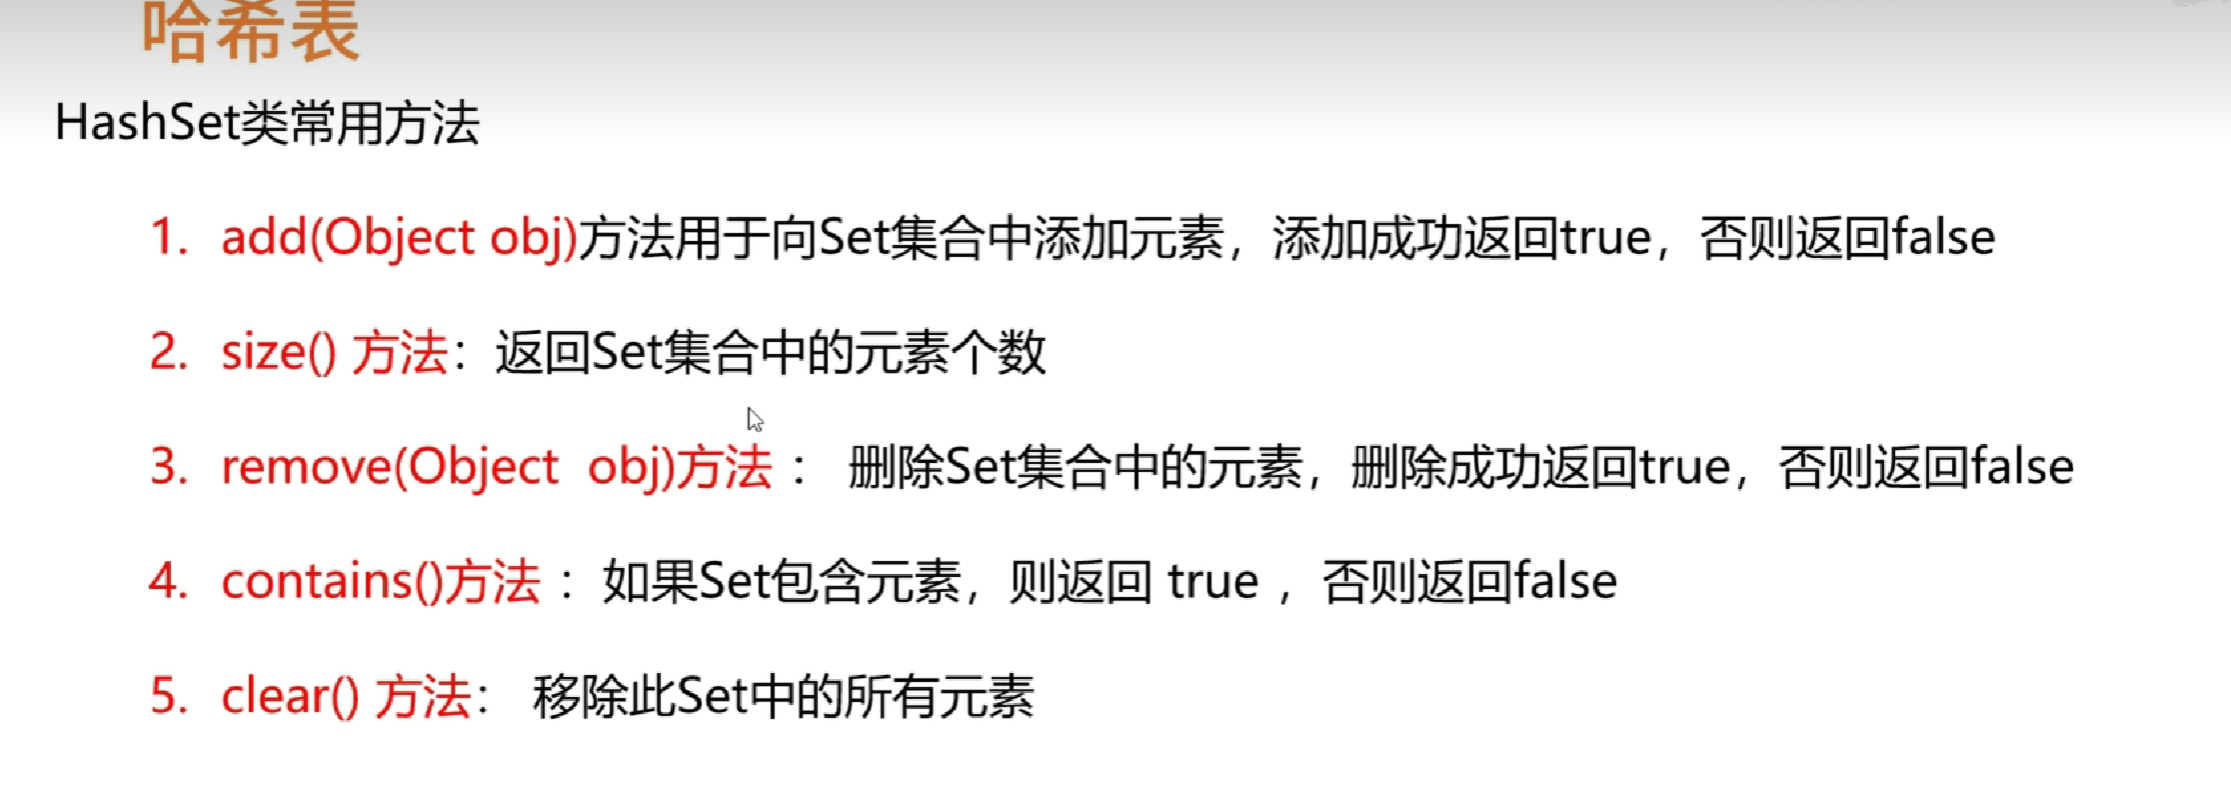 哈希表
HashSet类常用方法
1. add(Object obj)方法用于向Set集合中添加元素，添加成功返回true，否则返回false
2. size() 方法：返回Set集合中的元素个数
3. remove(Object obj)方法 ： 删除Set集合中的元素，删除成功返回true，否则返回false
4. contains()方法 ：如果Set包含元素，则返回 true ，否则返回false
5. clear() 方法： 移除此Set中的所有元素